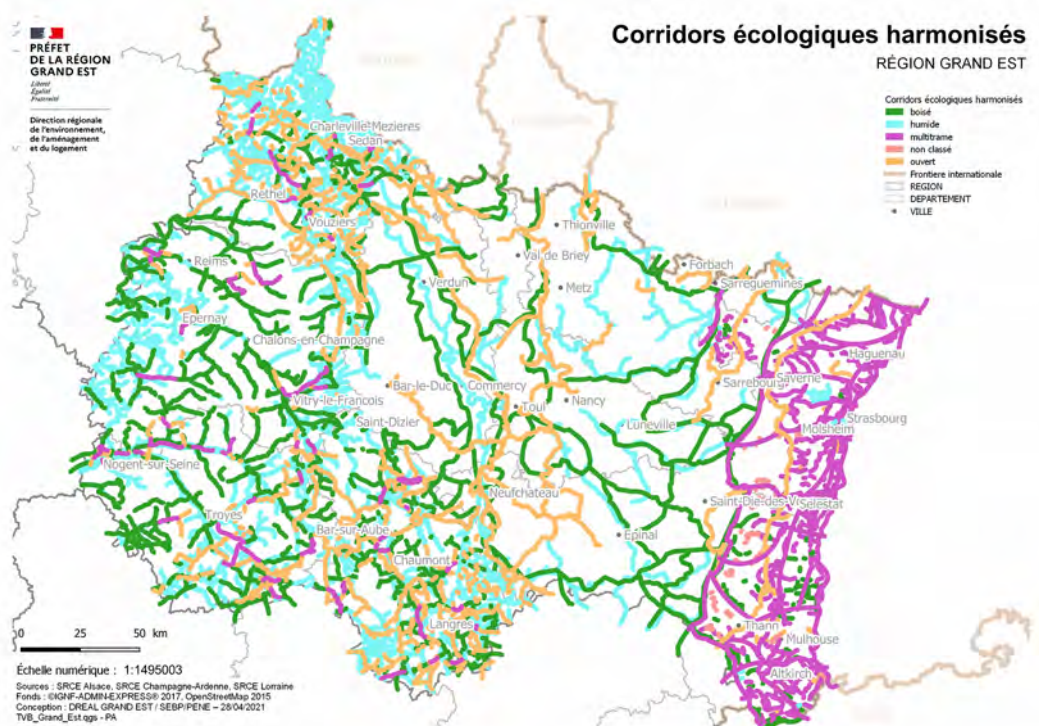 PRÉFET
DE LA RÉGION
GRAND EST
Liberté
Égalité
Fraternité
Direction régionale
de l'environnement,
de l'aménagement
et du logement
Corridors écologiques harmonisés
RÉGION GRAND EST
Corridors écologiques harmonisés
boisé
humide
multitrame
non classé
ouvert
Frontiere internationale
REGION
DEPARTEMENT
VILLE
Charleville-Mezieres
Sedan
Rethel
Vouziers
Thionville
Val de Briey
Forbach
Reims
Verdun
Metz
Sarreguemines
Epernay
Chalons-en-Champagne
Haguenau
Bar-le-Duc
Commercy
Sarrebourg
Saverne
Vitry-le-Francois
Toul
Nancy
Saint-Dizier
Luneville
Strasbourg
Molsheim
Nogent-sur-Seine
Neufchateau
Saint-Die-des-V
Selestat
Troyes
Bar-sur-Aube
Epinal
Chaumont
Langres
Thann
Mulhouse
Altkirch
0 25 50 km
Échelle numérique : 1:1495003
Sources : SRCE Alsace, SRCE Champagne-Ardenne, SRCE Lorraine
Fonds : ©IGNF-ADMIN-EXPRESS® 2017, OpenStreetMap 2015
Conception : DREAL GRAND EST / SEBP/PENE – 28/04/2021
TVB_Grand_Est.qgs - PA